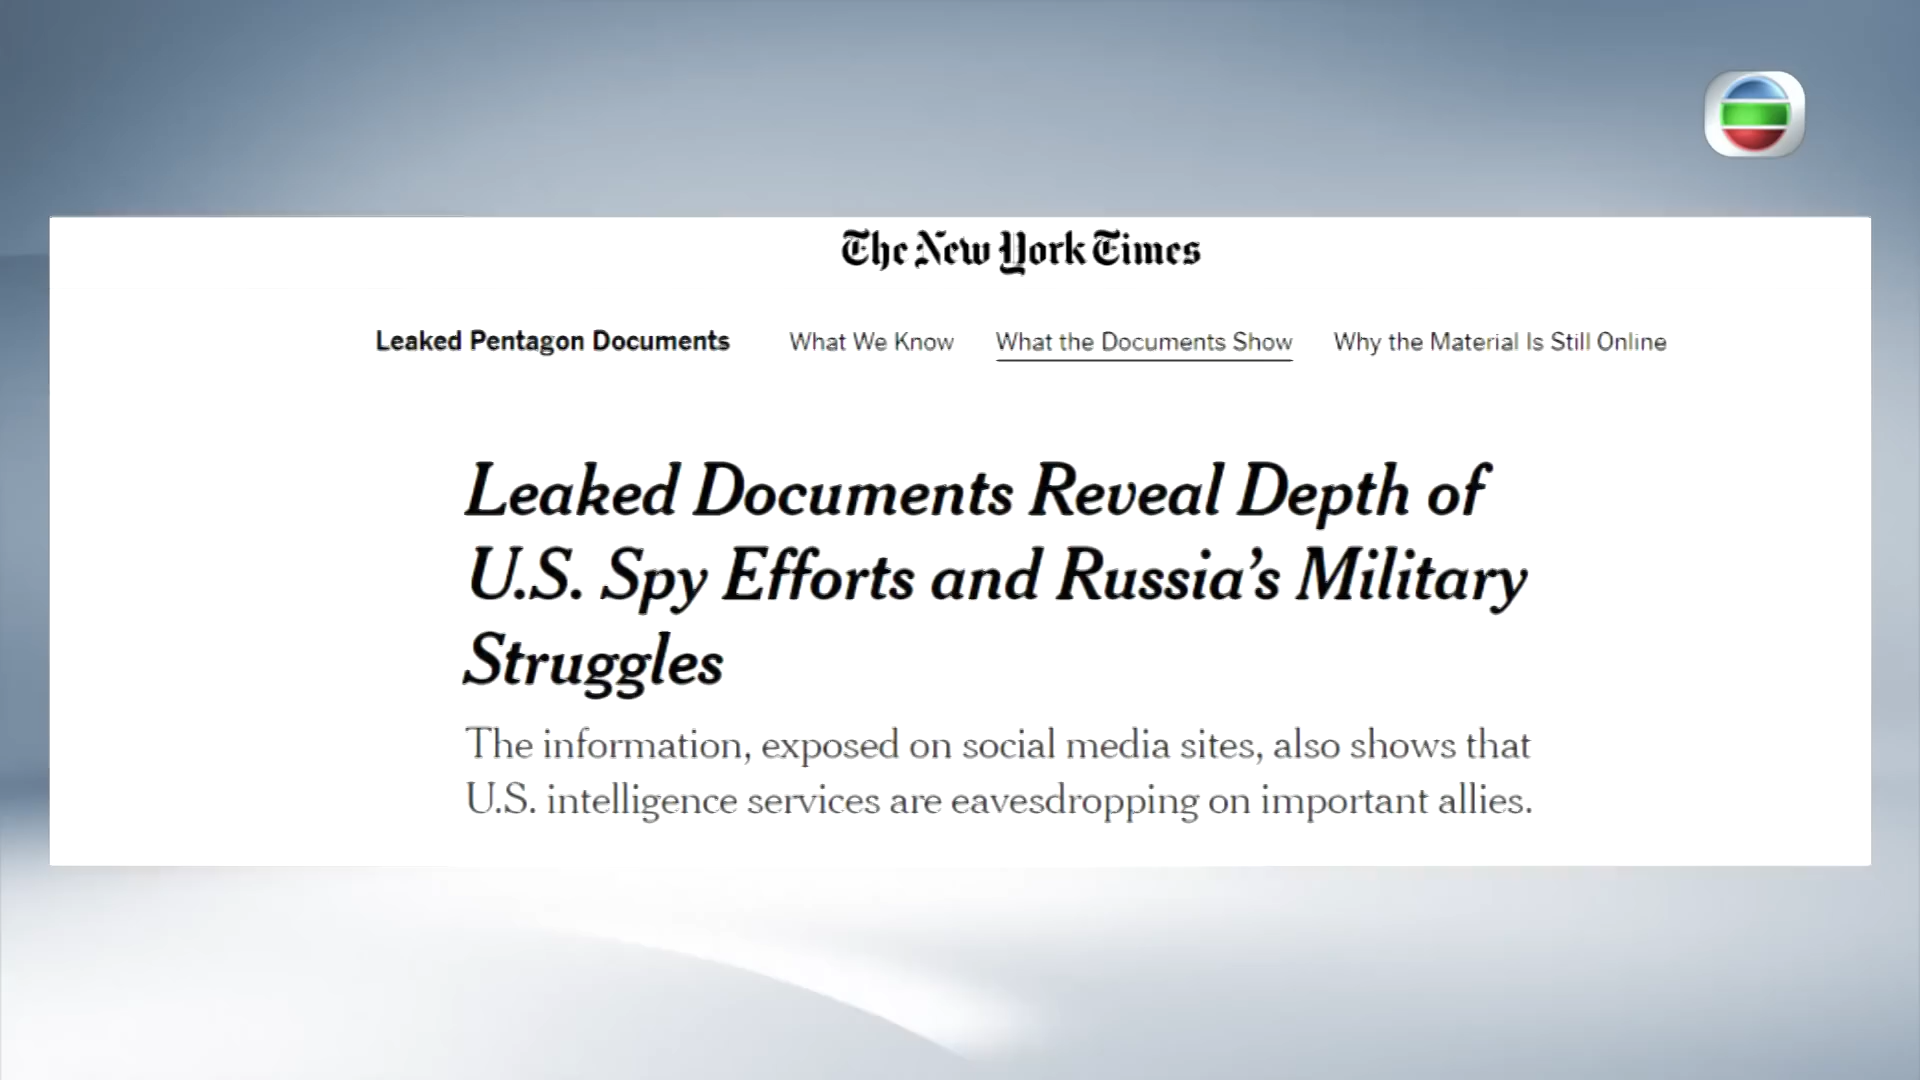 The New York Times
Leaked Pentagon Documents What We Know What the Documents Show Why the Material Is Still Online
Leaked Documents Reveal Depth of
U.S. Spy Efforts and Russia’s Military
Struggles
The information, exposed on social media sites, also shows that
U.S. intelligence services are eavesdropping on important allies.